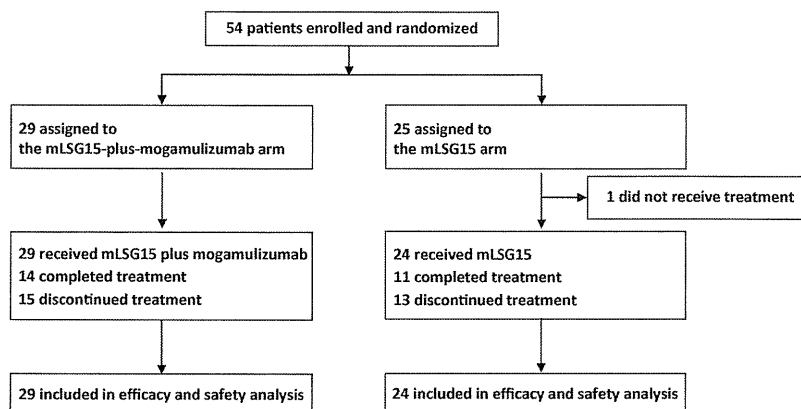 54 patients enrolled and randomized
29 assigned to
the mLSG15-plus-mogamulizumab arm
25 assigned to
the mLSG15 arm
1 did not receive treatment
29 received mLSG15 plus mogamulizumab
14 completed treatment
15 discontinued treatment
24 received mLSG15
11 completed treatment
13 discontinued treatment
29 included in efficacy and safety analysis
24 included in efficacy and safety analysis